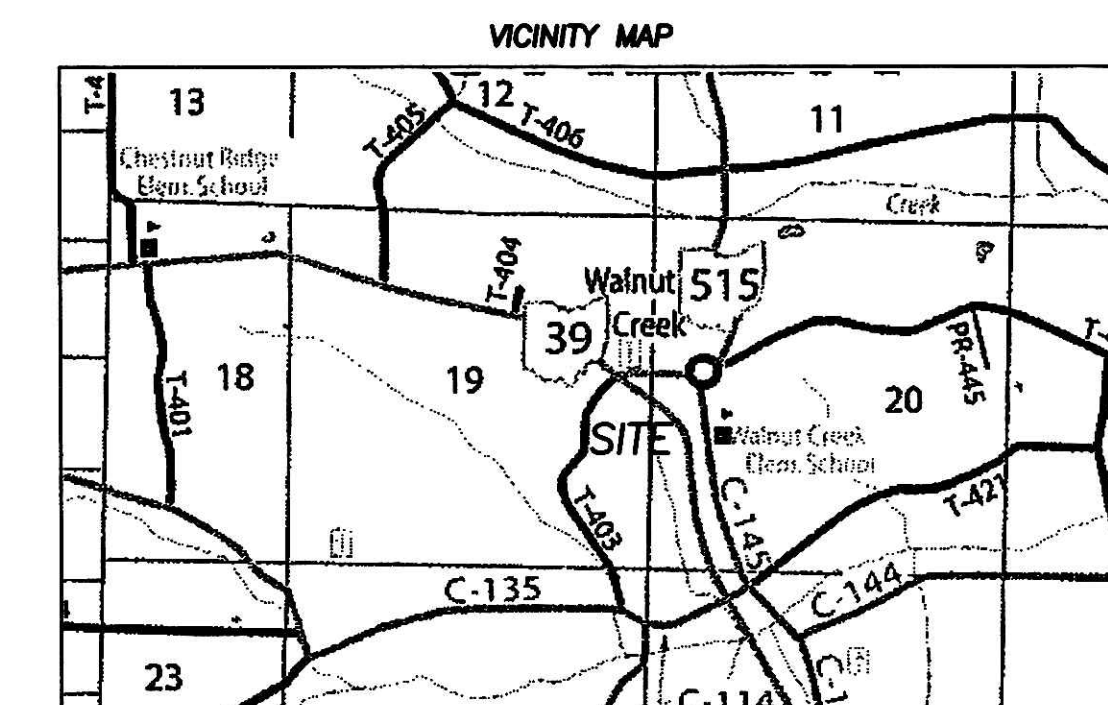 VICINITY MAP
T-4
13
12
11
T-405
T-406
Chestnut Ridge
Elem. School
Creek
T-404
Walnut
Creek
515
39
PR-445
18
19
20
T-401
SITE
Walnut Creek
Elem. School
T-403
C-145
T-421
C-135
C-144
23
C-114